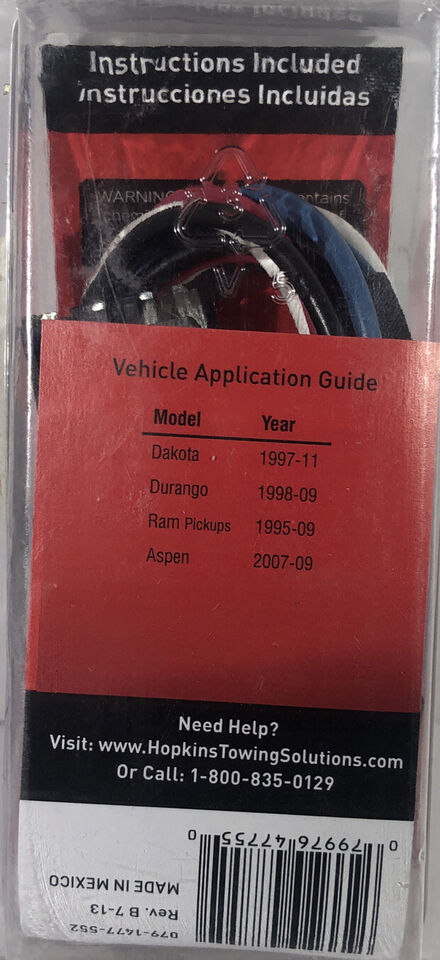 Instructions Included
Instrucciones Incluidas
WARNING
Vehicle Application Guide
Model Year
Dakota 1997-11
Durango 1998-09
Ram Pickups 1995-09
Aspen 2007-09
Need Help?
Visit: www.HopkinsTowingSolutions.com
Or Call: 1-800-835-0129
0 79976 47755 0
MADE IN MEXICO
Rev. B 7-13
079-1477-552